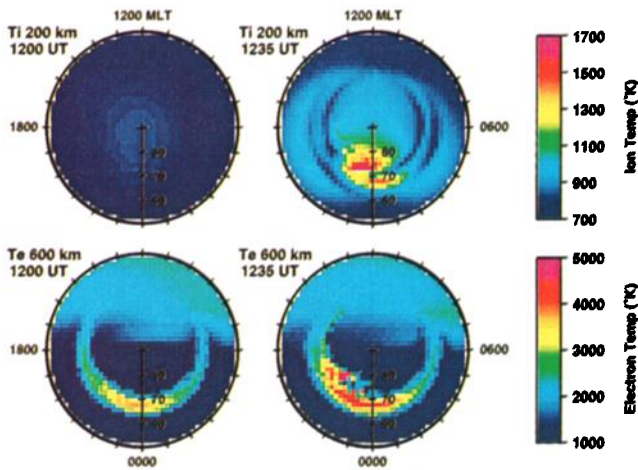 1200 MLT
1200 MLT
Ti 200 km
1200 UT
Ti 200 km
1235 UT
1800
80
70
60
80
70
60
0600
1700
1500
1300
1100
900
700
Ion Temp (°K)
Te 600 km
1200 UT
Te 600 km
1235 UT
1800
80
70
60
0000
80
70
60
0000
0600
5000
4000
3000
2000
1000
Electron Temp (°K)